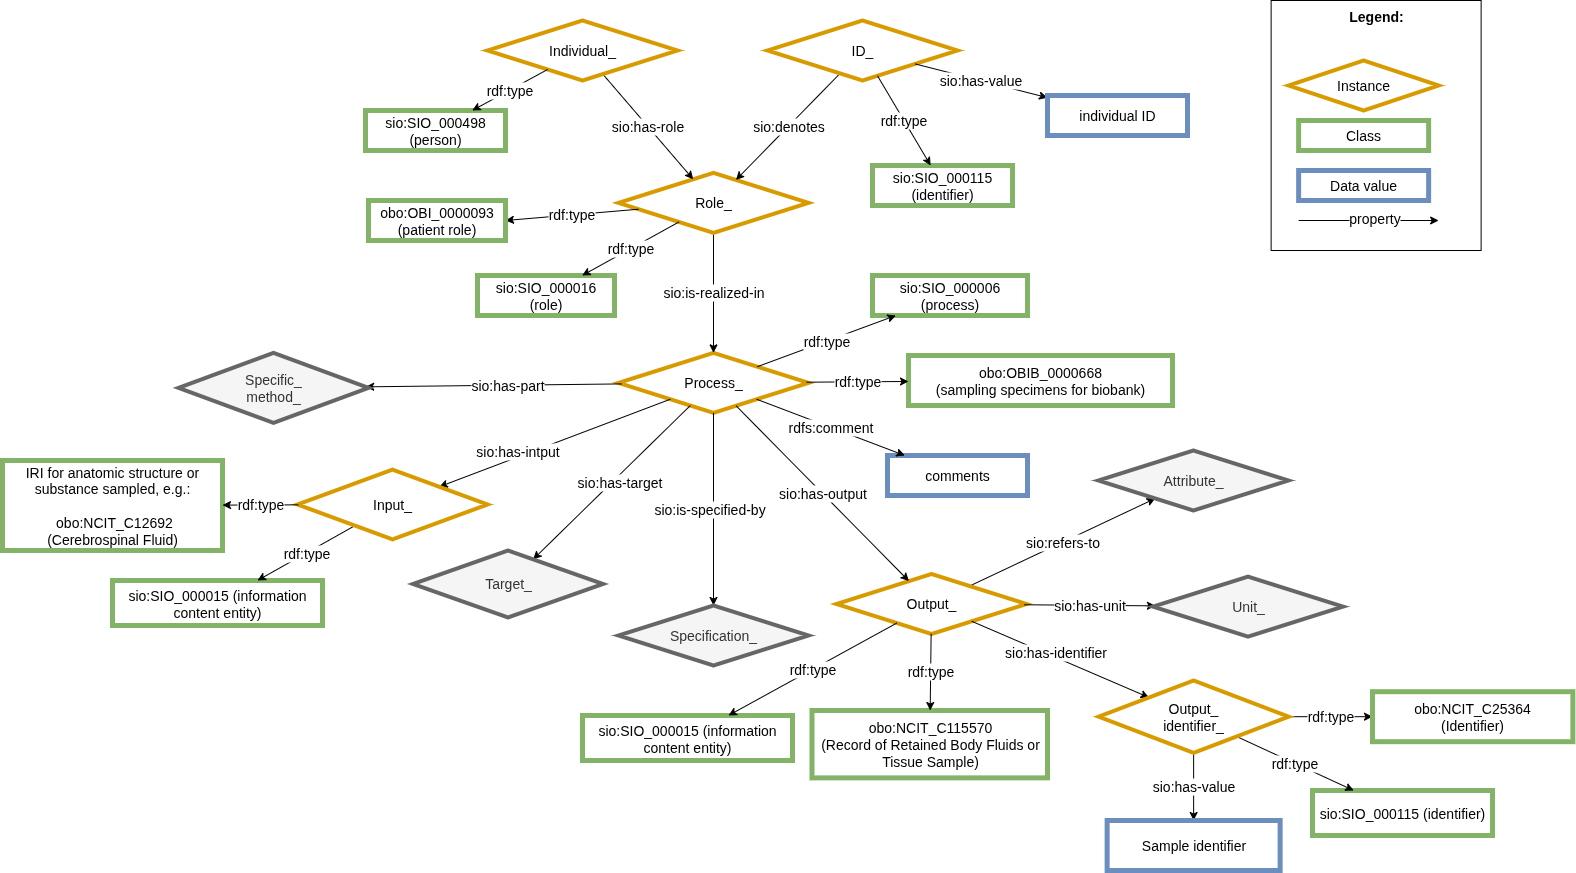 Legend:
Individual_
ID_
Instance
rdf:type
sio:has-value
individual ID
sio:SIO_000498
(person)
sio:has-role
sio:denotes
rdf:type
Class
sio:SIO_000115
(identifier)
Data value
property
obo:OBI_0000093
(patient role)
rdf:type
Role_
rdf:type
sio:SIO_000016
(role)
sio:is-realized-in
sio:SIO_000006
(process)
rdf:type
Specific_
method_
sio:has-part
Process_
rdf:type
obo:OBIB_0000668
(sampling specimens for biobank)
rdfs:comment
comments
sio:has-intput
sio:has-target
sio:is-specified-by
sio:has-output
IRI for anatomic structure or
substance sampled, e.g.:
obo:NCIT_C12692
(Cerebrospinal Fluid)
rdf:type
Input_
rdf:type
sio:SIO_000015 (information
content entity)
Target_
Specification_
Output_
Attribute_
sio:refers-to
sio:has-unit
Unit_
sio:has-identifier
rdf:type
rdf:type
sio:SIO_000015 (information
content entity)
obo:NCIT_C115570
(Record of Retained Body Fluids or
Tissue Sample)
Output_
identifier_
rdf:type
obo:NCIT_C25364
(Identifier)
rdf:type
sio:has-value
sio:SIO_000115 (identifier)
Sample identifier